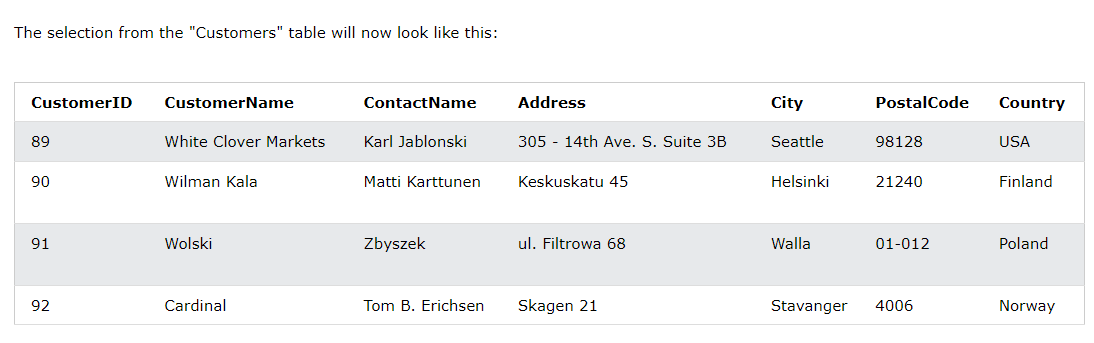 The selection from the "Customers" table will now look like this:
CustomerID CustomerName ContactName Address City PostalCode Country
89 White Clover Markets Karl Jablonski 305 - 14th Ave. S. Suite 3B Seattle 98128 USA
90 Wilman Kala Matti Karttunen Keskuskatu 45 Helsinki 21240 Finland
91 Wolski Zbyszek ul. Filtrowa 68 Walla 01-012 Poland
92 Cardinal Tom B. Erichsen Skagen 21 Stavanger 4006 Norway